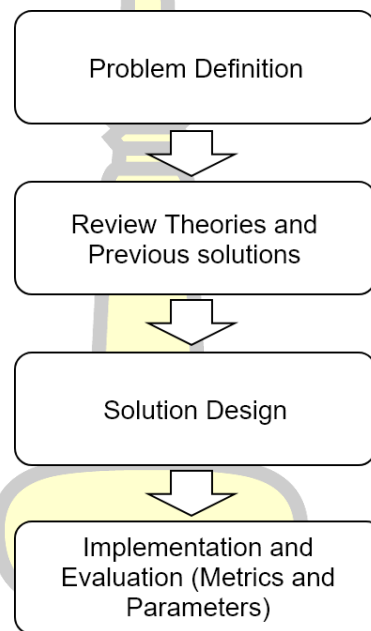 Problem Definition
Review Theories and
Previous solutions
Solution Design
Implementation and
Evaluation (Metrics and
Parameters)